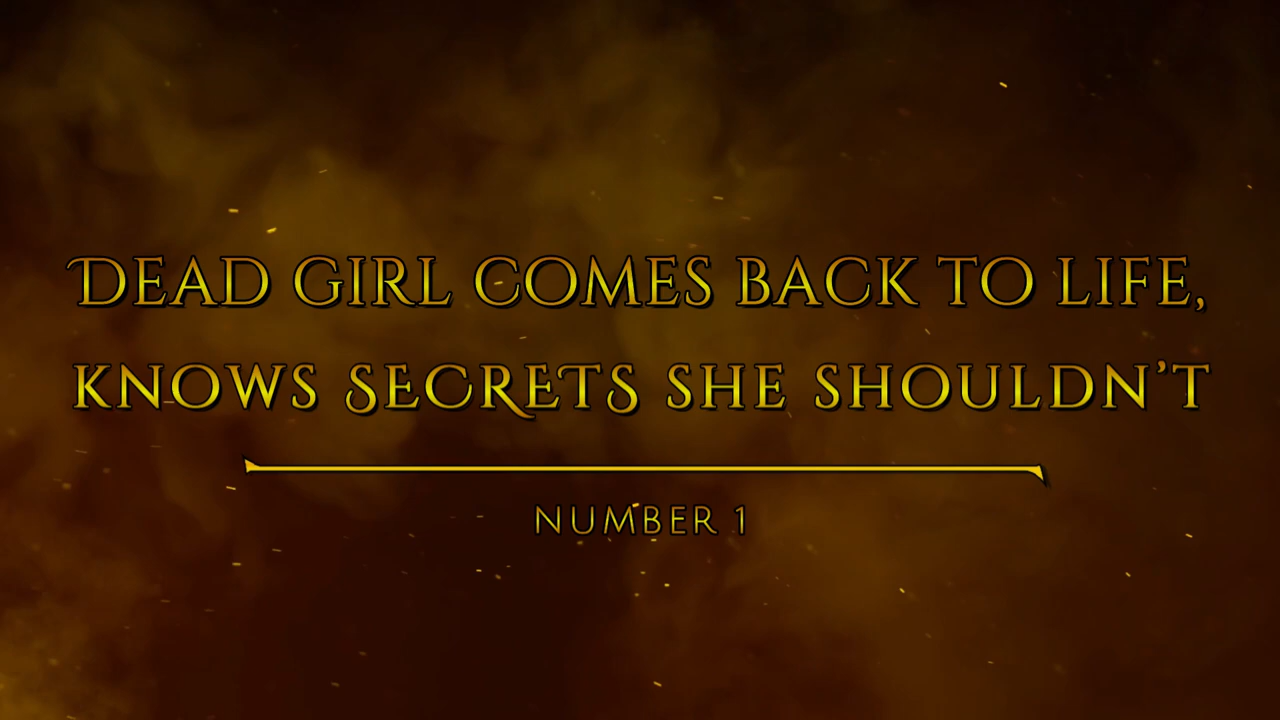 Dead girl comes back to life,
knows secrets she shouldn't
Number 1